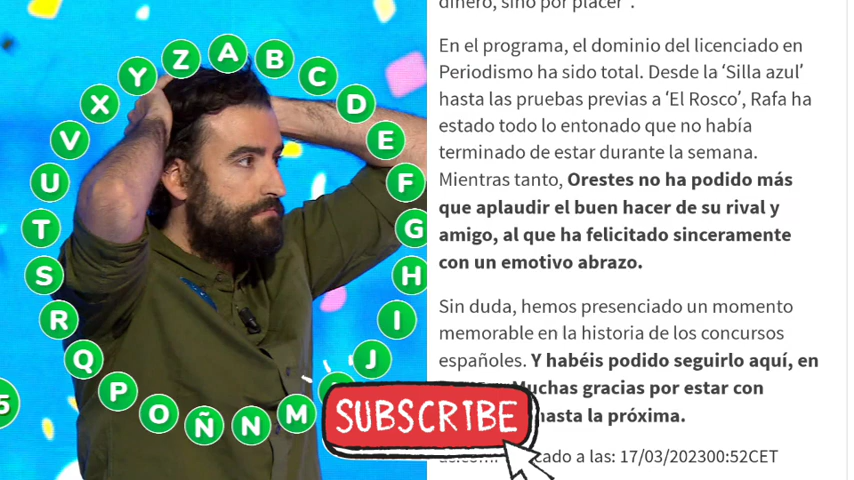 A
B
C
D
E
F
G
H
I
J
M
N
Ñ
O
P
Q
R
S
T
U
V
X
Y
Z
5
SUBSCRIBE
dinero, sino por placer".
En el programa, el dominio del licenciado en
Periodismo ha sido total. Desde la 'Silla azul'
hasta las pruebas previas a 'El Rosco', Rafa ha
estado todo lo entonado que no había
terminado de estar durante la semana.
Mientras tanto, Orestes no ha podido más
que aplaudir el buen hacer de su rival y
amigo, al que ha felicitado sinceramente
con un emotivo abrazo.
Sin duda, hemos presenciado un momento
memorable en la historia de los concursos
españoles. Y habéis podido seguirlo aquí, en
Muchas gracias por estar con
hasta la próxima.
cado a las: 17/03/202300:52CET